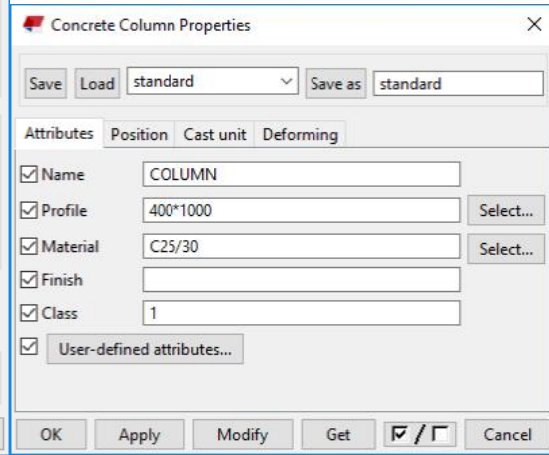 Concrete Column Properties
Save Load standard Save as standard
Attributes Position Cast unit Deforming
Name COLUMN
Profile 400*1000 Select...
Material C25/30 Select...
Finish
Class 1
User-defined attributes...
OK Apply Modify Get / Cancel